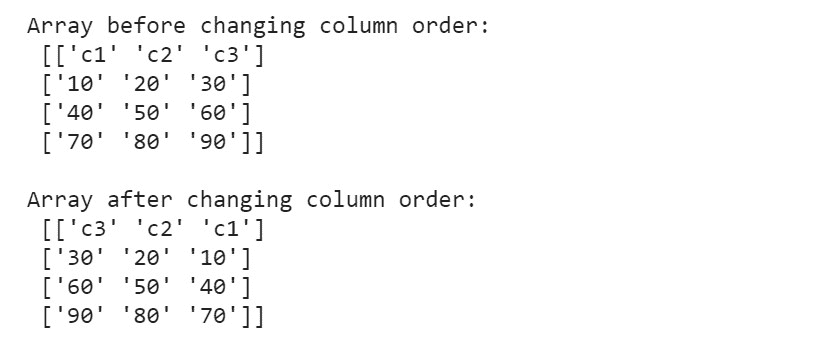 Array before changing column order:
[['c1' 'c2' 'c3']
['10' '20' '30']
['40' '50' '60']
['70' '80' '90']]
Array after changing column order:
[['c3' 'c2' 'c1']
['30' '20' '10']
['60' '50' '40']
['90' '80' '70']]